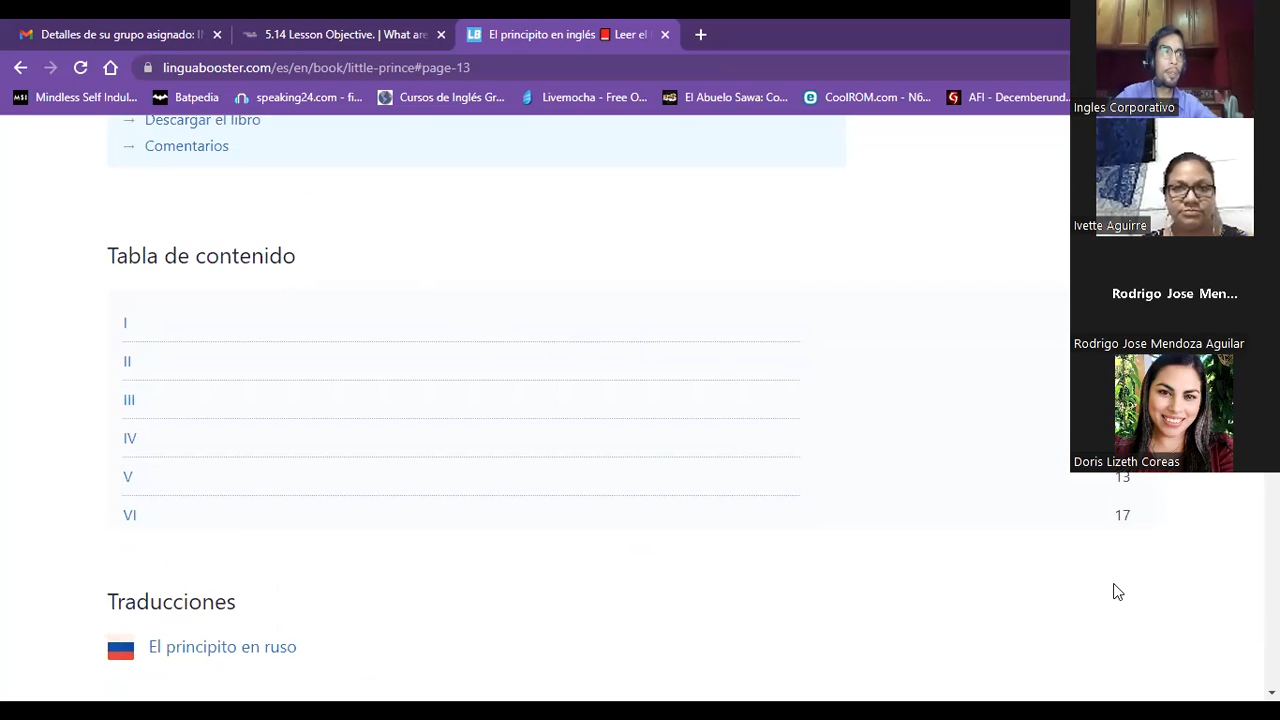 Detalles de su grupo asignado: I
5.14 Lesson Objective. | What are
LB El principito en inglés Leer el
linguabooster.com/es/en/book/little-prince#page-13
Mindless Self Indul...
Batpedia
speaking24.com - fi...
Cursos de Inglés Gr...
Livemocha - Free O...
El Abuelo Sawa: Co...
CoolROM.com - N6...
AFI - Decemberund...
→ Descargar el libro
→ Comentarios
Tabla de contenido
I
II
III
IV
V 13
VI 17
Traducciones
El principito en ruso
Ingles Corporativo
Ivette Aguirre
Rodrigo Jose Men...
Rodrigo Jose Mendoza Aguilar
Doris Lizeth Coreas